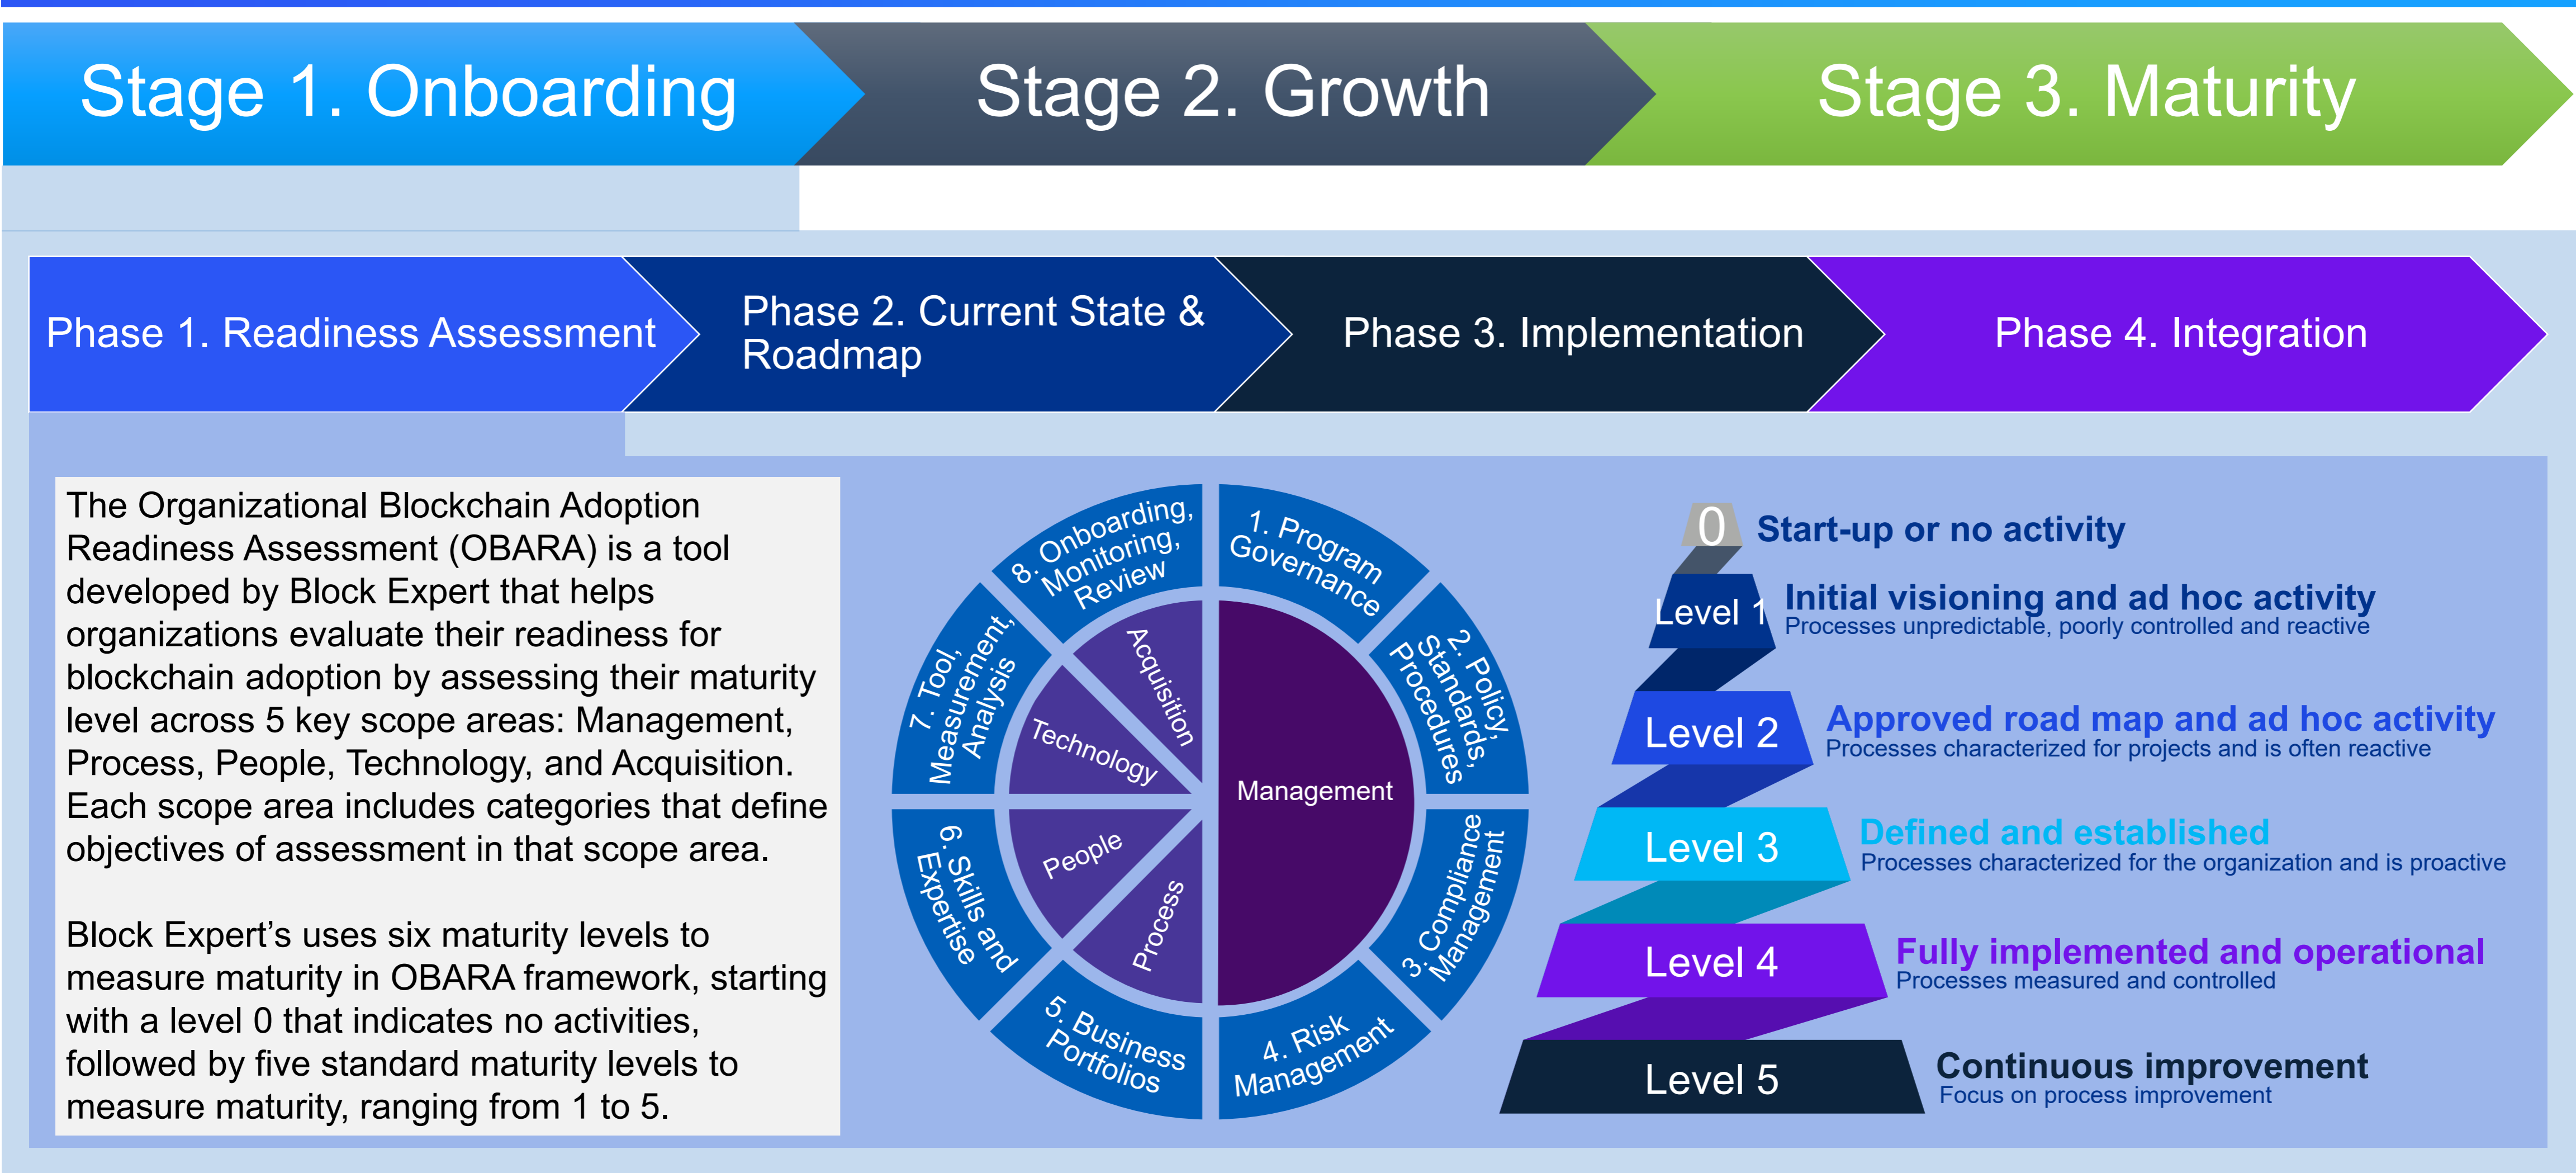 Stage 1. Onboarding
Stage 2. Growth
Stage 3. Maturity
Phase 1. Readiness Assessment
Phase 2. Current State &
Roadmap
Phase 3. Implementation
Phase 4. Integration
The Organizational Blockchain Adoption
Readiness Assessment (OBARA) is a tool
developed by Block Expert that helps
organizations evaluate their readiness for
blockchain adoption by assessing their maturity
level across 5 key scope areas: Management,
Process, People, Technology, and Acquisition.
Each scope area includes categories that define
objectives of assessment in that scope area.
Block Expert’s uses six maturity levels to
measure maturity in OBARA framework, starting
with a level 0 that indicates no activities,
followed by five standard maturity levels to
measure maturity, ranging from 1 to 5.
1. Program
Governance
2. Policy,
Standards,
Procedures
3. Compliance
Management
4. Risk
Management
5. Business
Portfolios
6. Skills and
Expertise
7. Tool,
Measurement,
Analysis
8. Onboarding,
Monitoring,
Review
Management
Process
People
Technology
Acquisition
0
Start-up or no activity
Level 1
Initial visioning and ad hoc activity
Processes unpredictable, poorly controlled and reactive
Level 2
Approved road map and ad hoc activity
Processes characterized for projects and is often reactive
Level 3
Defined and established
Processes characterized for the organization and is proactive
Level 4
Fully implemented and operational
Processes measured and controlled
Level 5
Continuous improvement
Focus on process improvement